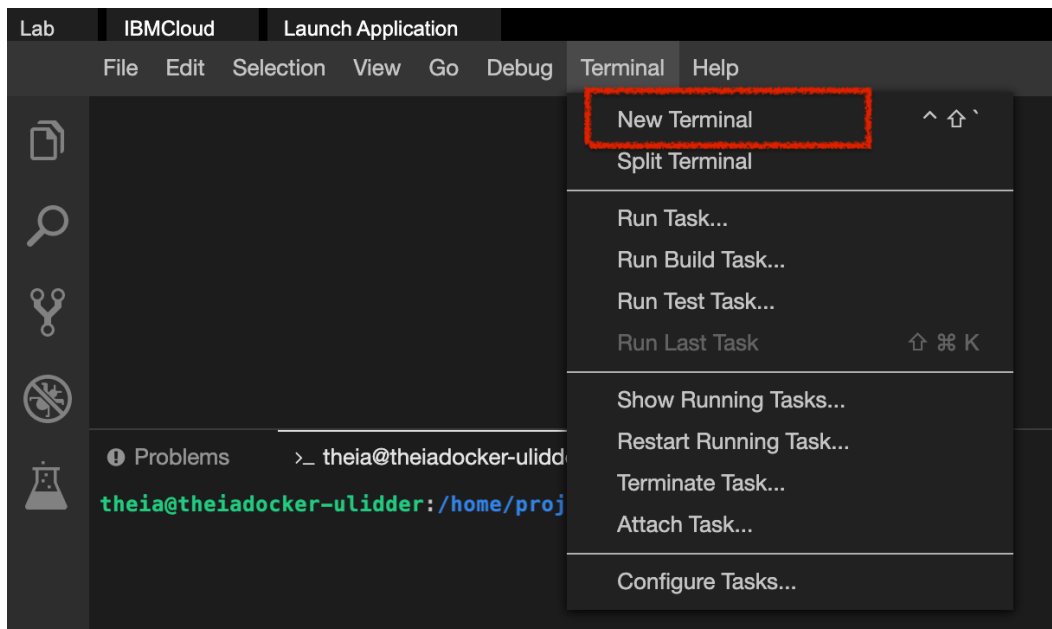 Lab IBMCloud Launch Application
File Edit Selection View Go Debug Terminal Help
New Terminal ^ ⇧ `
Split Terminal
Run Task...
Run Build Task...
Run Test Task...
Run Last Task ⇧ ⌘ K
Show Running Tasks...
Restart Running Task...
Terminate Task...
Attach Task...
Configure Tasks...
Problems >_ theia@theiadocker-ulidd
theia@theiadocker-ulidder:/home/proj